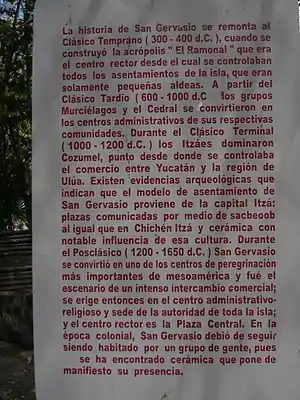 La historia de San Gervasio se remonta al
Clásico Temprano ( 300 - 400 d.C. ), cuando se
construyó la acrópolis " El Ramonal " que era
el centro rector desde el cual se controlaban
todos los asentamientos de la isla, que eran
solamente pequeñas aldeas. A partir del
Clásico Tardío ( 600 - 1000 d.C los grupos
Murciélagos y el Cedral se convirtieron en
los centros administrativos de sus respectivas
comunidades. Durante el Clásico Terminal
( 1000 - 1200 d.C. ) los Itzáes dominaron
Cozumel, punto desde donde se controlaba
el comercio entre Yucatán y la región de
Ulúa. Existen evidencias arqueológicas que
indican que el modelo de asentamiento de
San Gervasio proviene de la capital Itzá:
plazas comunicadas por medio de sacbeoob
al igual que en Chichén Itzá y cerámica con
notable influencia de esa cultura. Durante
el Posclásico ( 1200 - 1650 d.C. ) San Gervasio
se convirtió en uno de los centros de peregrinación
más importantes de mesoamérica y fué el
escenario de un intenso intercambio comercial;
se erige entonces en el centro administrativo-
religioso y sede de la autoridad de toda la isla;
y el centro rector es la Plaza Central. En la
época colonial, San Gervasio debió de seguir
siendo habitado por un grupo de gente, pues
se ha encontrado cerámica que pone de
manifiesto su presencia.